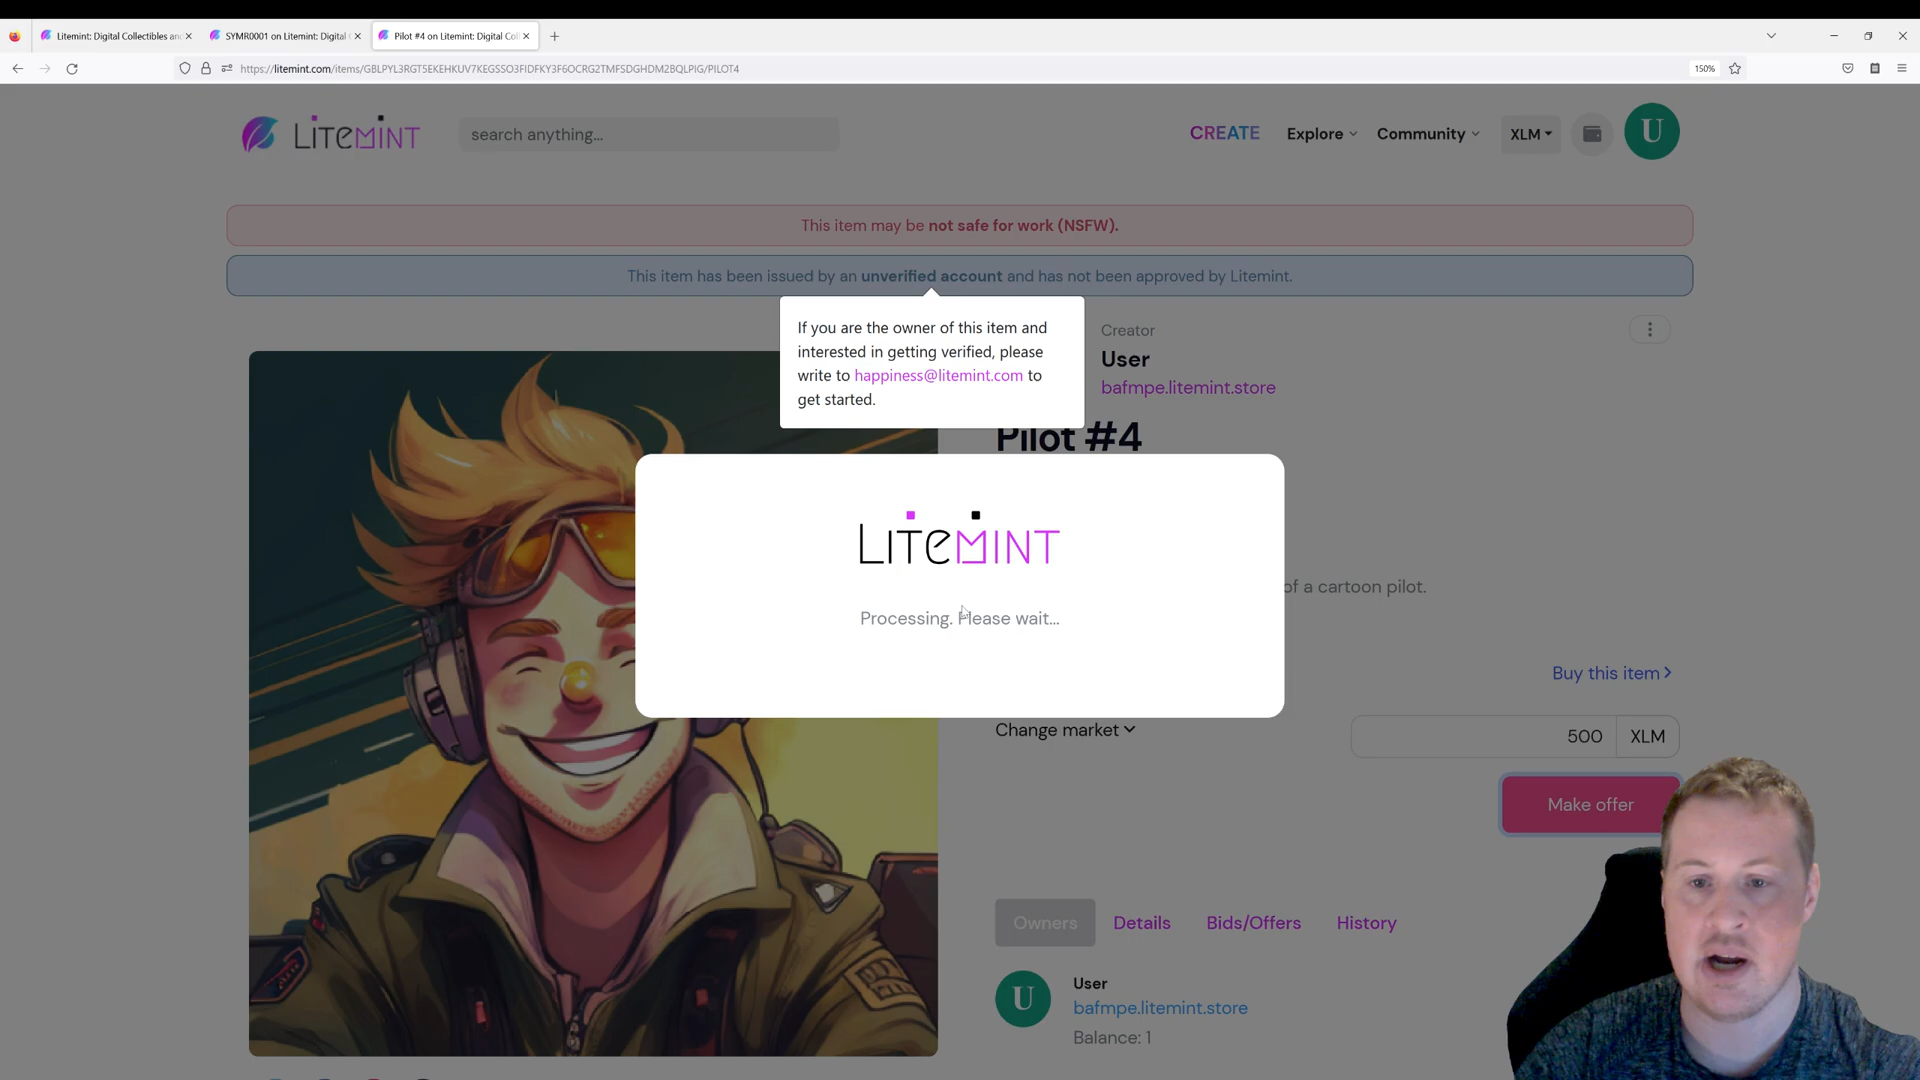 Litemint: Digital Collectibles an
SYMR0001 on Litemint: Digital C
Pilot #4 on Litemint: Digital Col
https://litemint.com/items/GBLPYL3RGT5EKEHKUV7KEGSSO3FIDFKY3F6OCRG2TMFSDGHDM2BQLPIG/PILOT4
150%
LITEMINT
search anything...
CREATE
Explore
Community
XLM
U
This item may be not safe for work (NSFW).
This item has been issued by an unverified account and has not been approved by Litemint.
If you are the owner of this item and
interested in getting verified, please
write to happiness@litemint.com to
get started.
Creator
User
bafmpe.litemint.store
Pilot #4
LITEMINT
Processing. Please wait...
of a cartoon pilot.
Buy this item
Change market
500 XLM
Make offer
Owners Details Bids/Offers History
U
User
bafmpe.litemint.store
Balance: 1